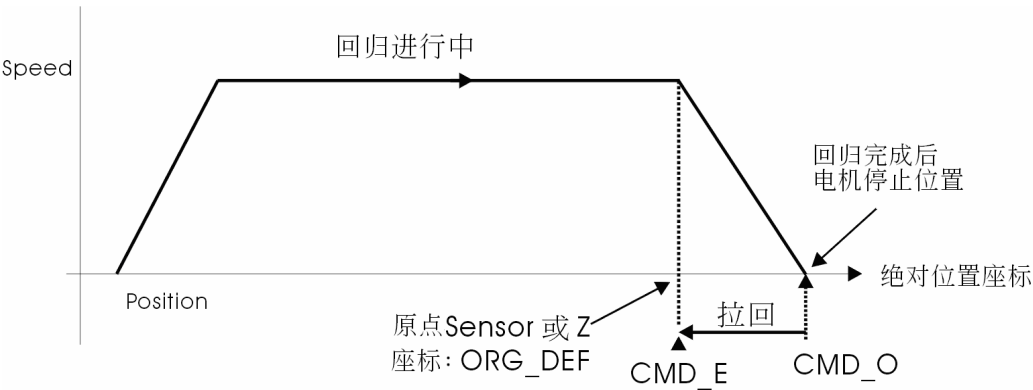 回归进行中
Speed
回归完成后
电机停止位置
绝对位置座标
Position
原点Sensor 或 Z
座标：ORG_DEF
拉回
CMD_E
CMD_O